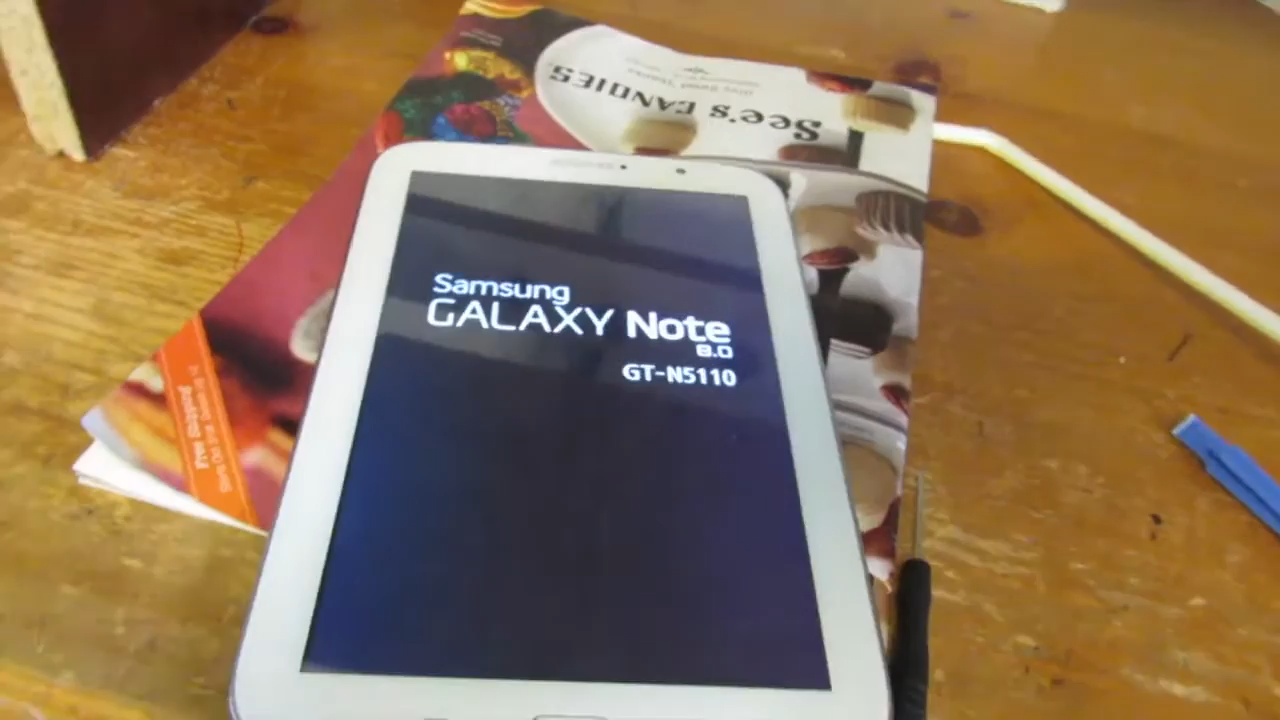 See's CANDIES
Samsung
GALAXY Note
8.0
GT-N5110
Free Shipping